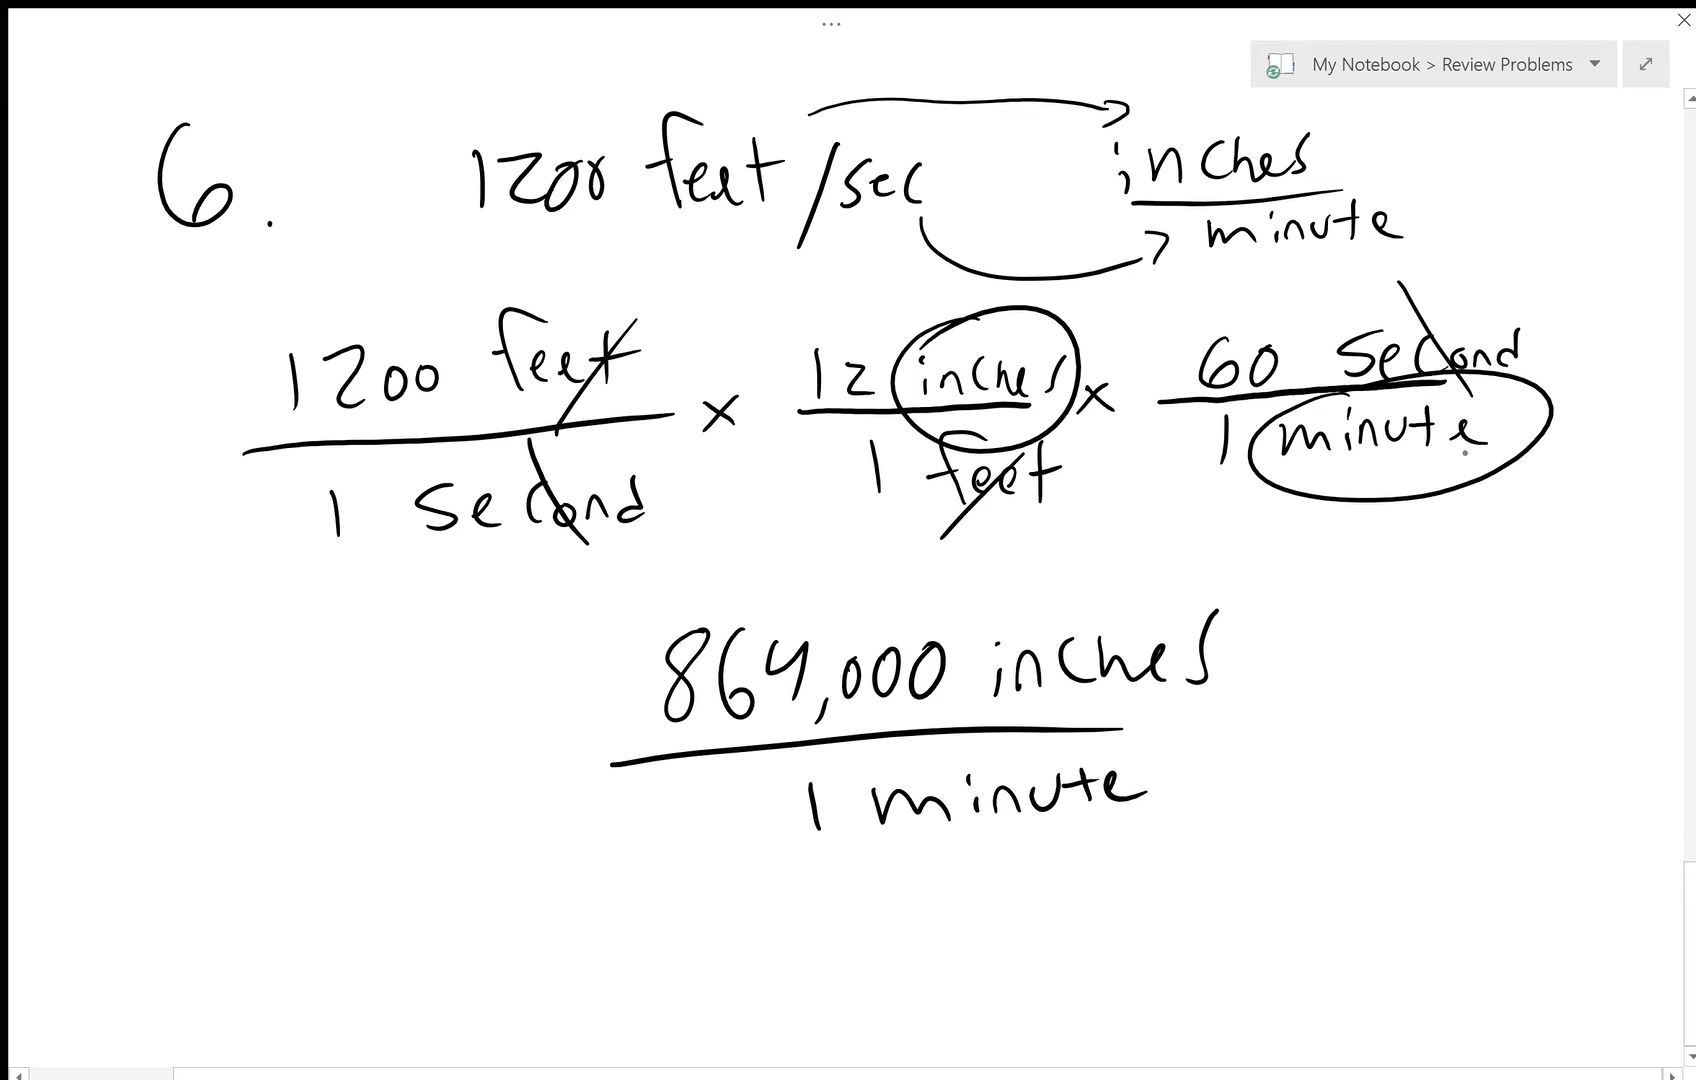 My Notebook > Review Problems
6. 1200 feet/sec inches
minute
1200 feet x 12 inches x 60 second
1 second 1 feet 1 minute
864,000 inches
1 minute